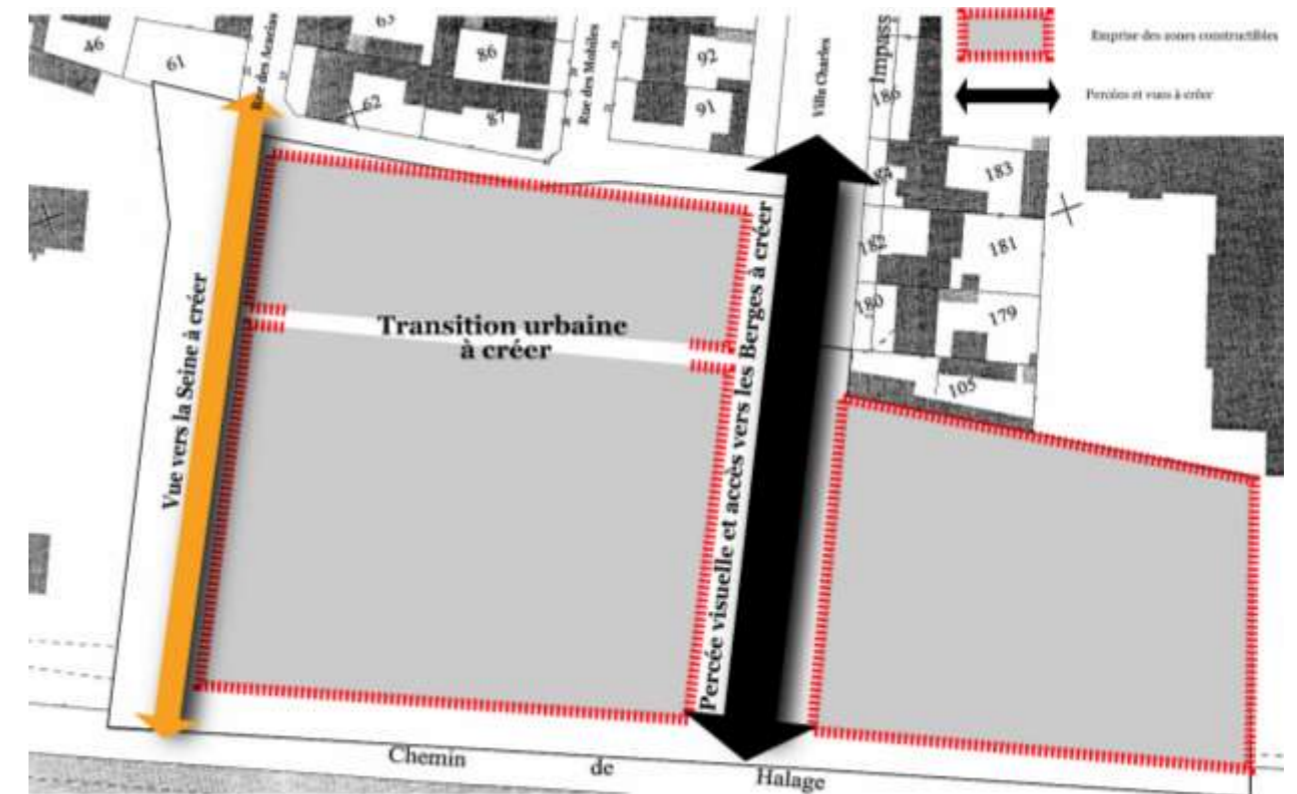 63
46
61
Rue des Acacias
86
62
87
Rue des Mobiles
92
91
Villa Charles
Impass
186
Emprise des zones constructibles
Percées et vues à créer
184
183
182
181
180
179
105
Vue vers la Seine à créer
Transition urbaine
à créer
Percée visuelle et accès vers les Berges à créer
Chemin de Halage